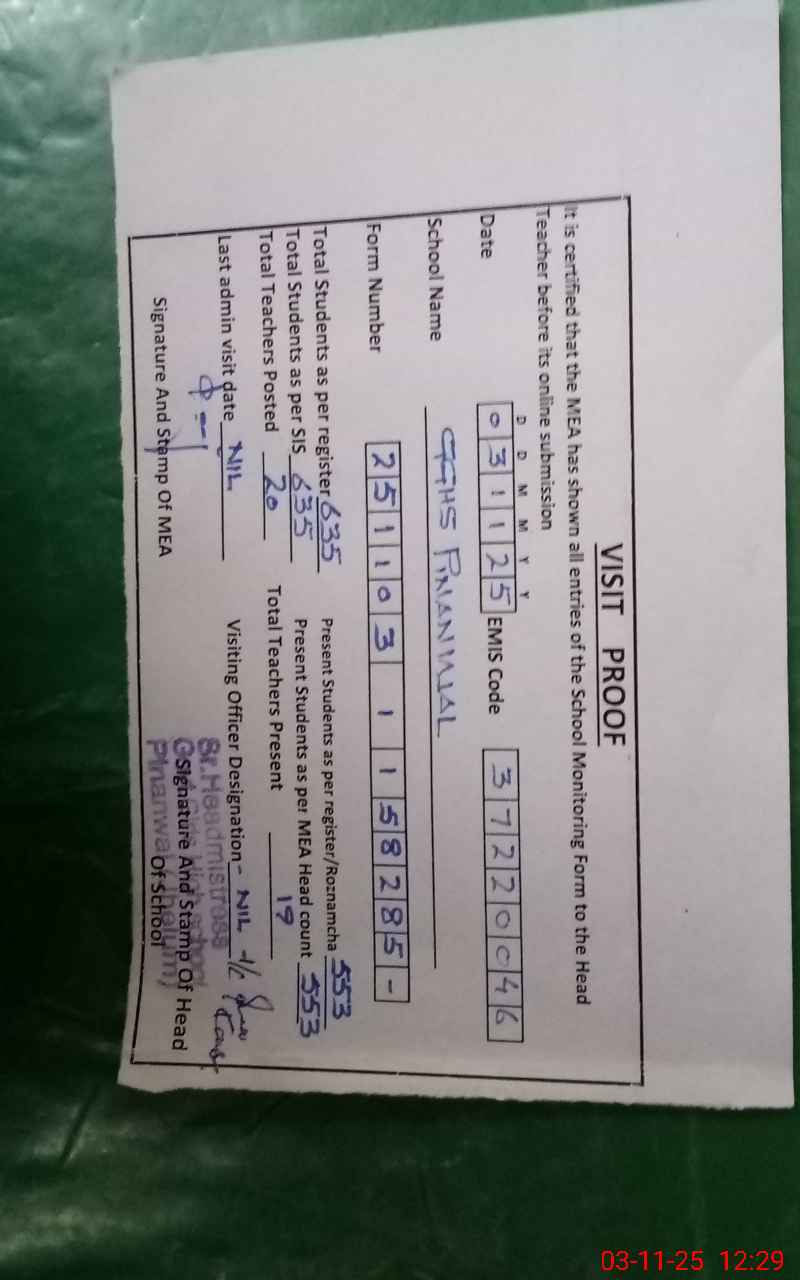 VISIT PROOF
It is certified that the MEA has shown all entries of the School Monitoring Form to the Head
Teacher before its online submission
D D M M Y Y
Date 0 3 1 1 2 5 EMIS Code 3 7 2 2 0 0 4 6
School Name GGHS PINANWAL
Form Number 2 5 1 1 0 3 1 1 5 8 2 8 5 -
Total Students as per register 635 Present Students as per register/Roznamcha 553
Total Students as per SIS 635 Present Students as per MEA Head count 553
Total Teachers Posted 20 Total Teachers Present 19
Last admin visit date NIL Visiting Officer Designation - NIL
Sr.Headmistress
Signature And Stamp Of MEA Signature And Stamp Of Head
Of School
Pinanwal (Jhelum)
03-11-25 12:29